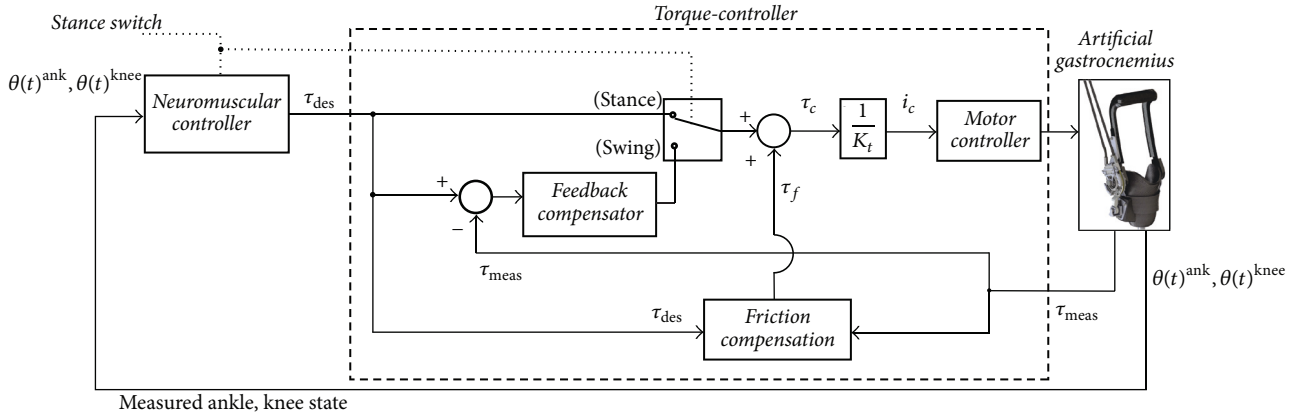 Torque-controller
Stance switch
Artificial
gastrocnemius
θ(t)^ank, θ(t)^knee
Neuromuscular
controller
τ_des
(Stance)
(Swing)
+
+
τ_c
1
K_t
i_c
Motor
controller
+
−
Feedback
compensator
τ_f
τ_meas
θ(t)^ank, θ(t)^knee
τ_des
Friction
compensation
τ_meas
Measured ankle, knee state